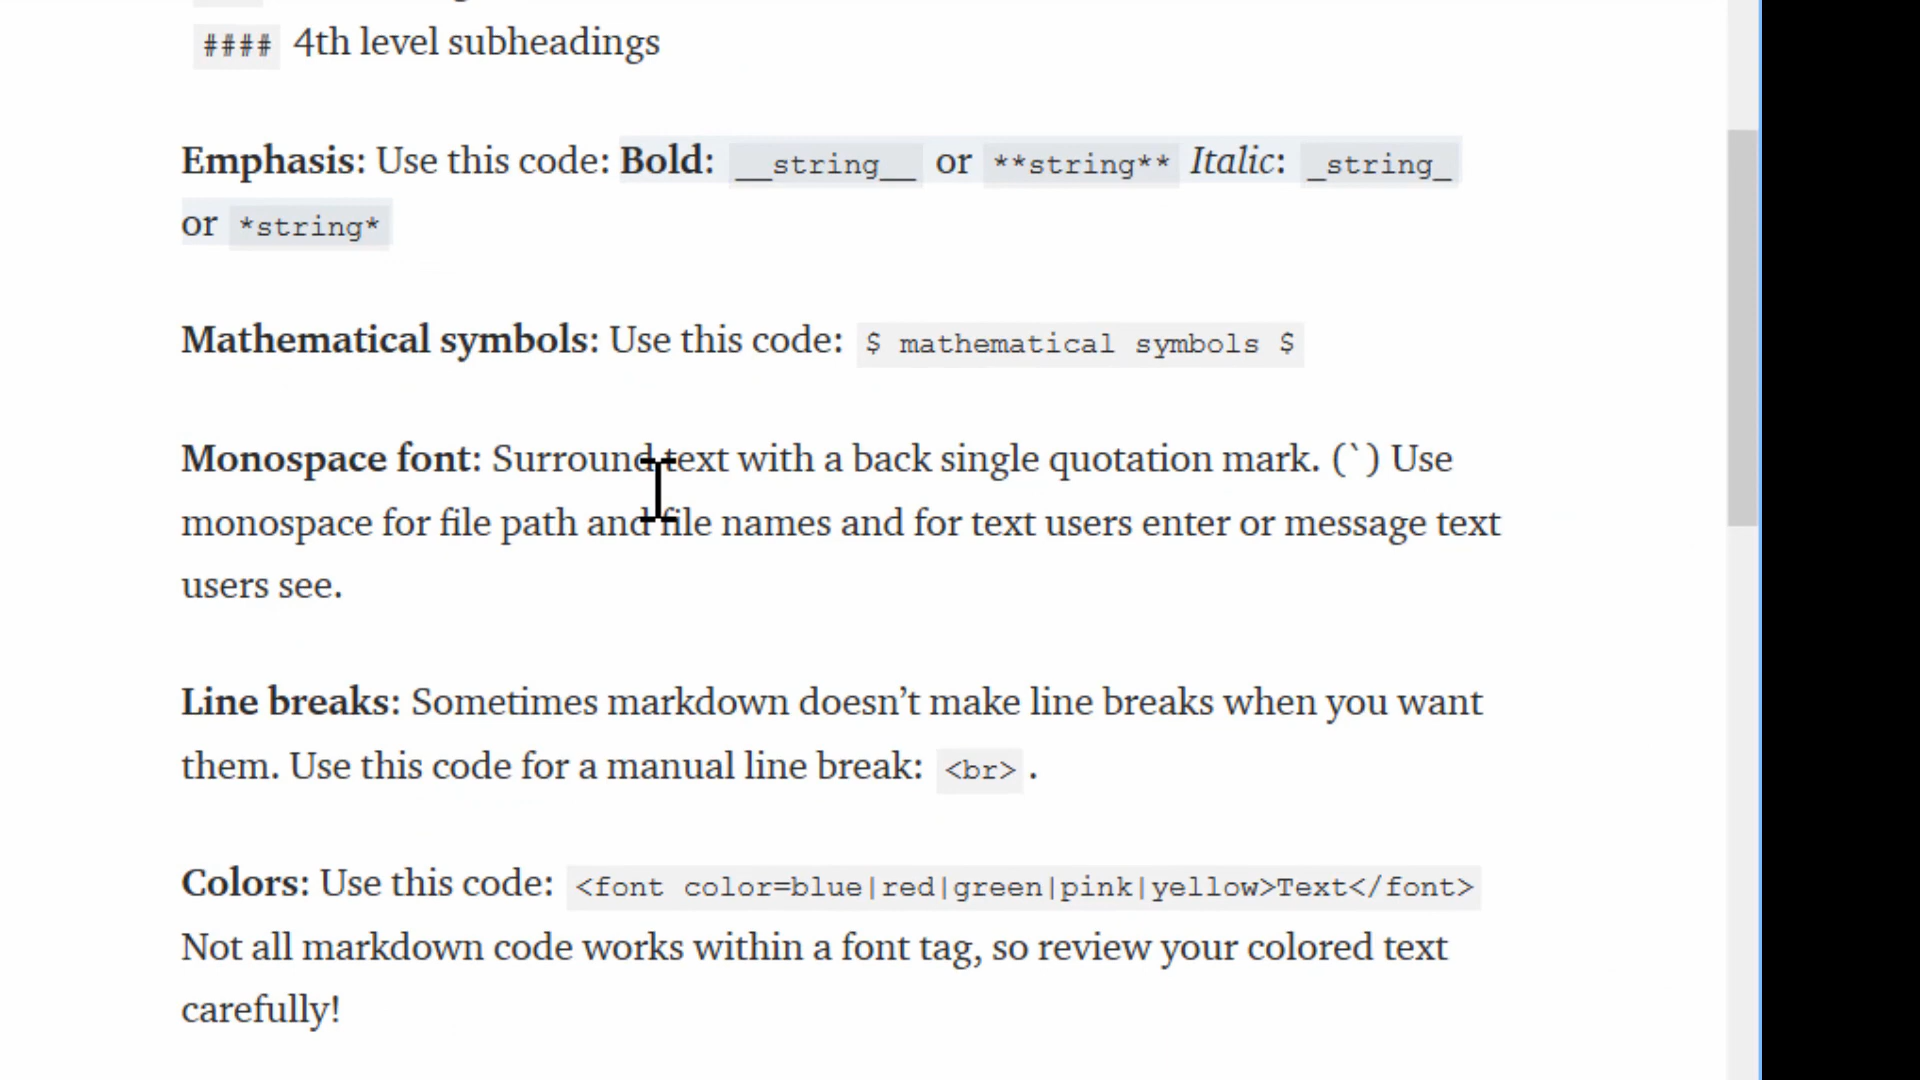 #### 4th level subheadings
Emphasis: Use this code: Bold: __string__ or **string** Italic: _string_
or *string*
Mathematical symbols: Use this code: $ mathematical symbols $
Monospace font: Surround text with a back single quotation mark. (`) Use
monospace for file path and file names and for text users enter or message text
users see.
Line breaks: Sometimes markdown doesn’t make line breaks when you want
them. Use this code for a manual line break: <br> .
Colors: Use this code: <font color=blue|red|green|pink|yellow>Text</font>
Not all markdown code works within a font tag, so review your colored text
carefully!